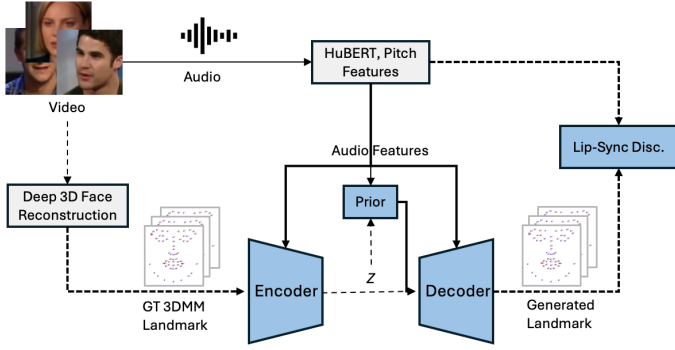 Video
Audio
HuBERT, Pitch
Features
Lip-Sync Disc.
Audio Features
Deep 3D Face
Reconstruction
Prior
Encoder
z
Decoder
GT 3DMM
Landmark
Generated
Landmark